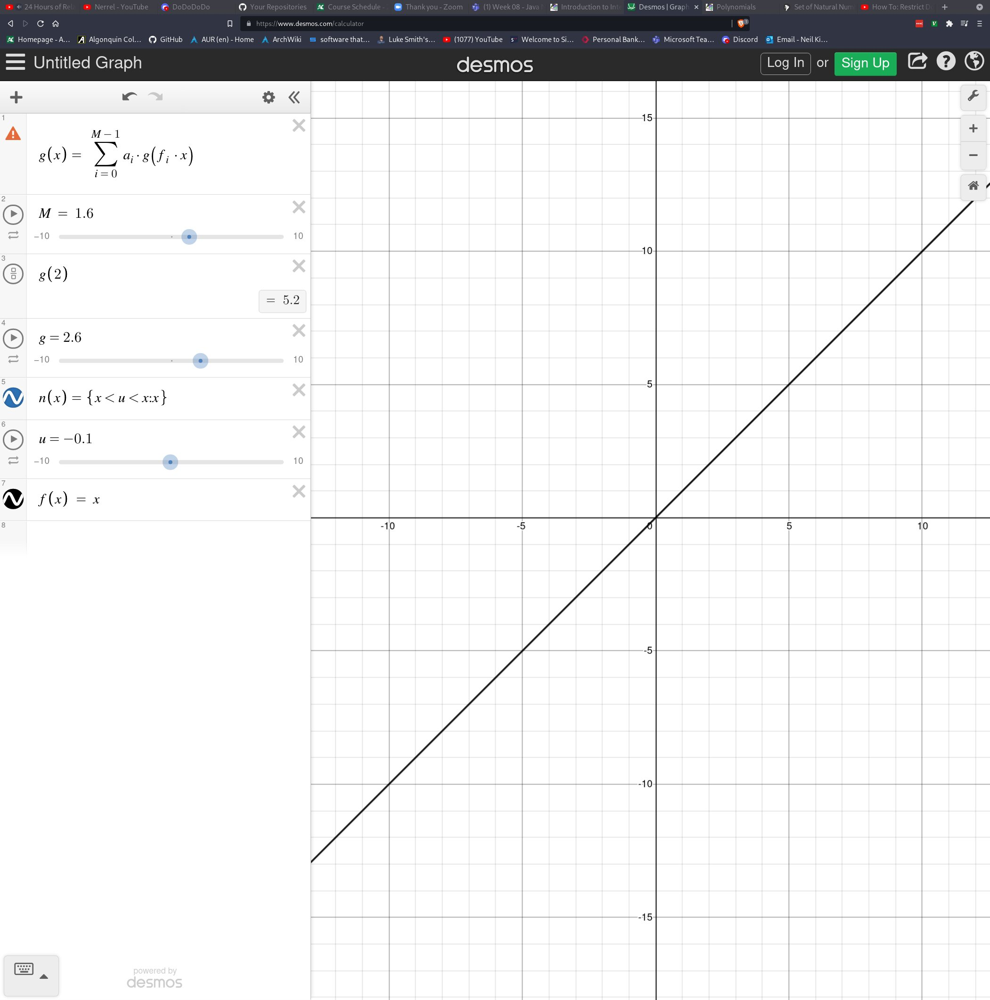 24 Hours of Rel
Nerrel - YouTube
DoDoDoDo
Your Repositories
Course Schedule -
Thank you - Zoom
(1) Week 08 - Java
Introduction to Int
Desmos | Graph
Polynomials
Set of Natural Num
How To: Restrict D
https://www.desmos.com/calculator
Homepage - A...
Algonquin Col...
GitHub
AUR (en) - Home
ArchWiki
software that...
Luke Smith's...
(1077) YouTube
Welcome to Si...
Personal Bank...
Microsoft Tea...
Discord
Email - Neil Ki...
Untitled Graph
desmos
Log In or Sign Up
1
g(x) = ∑_{i=0}^{M-1} a_i · g(f_i · x)
2
M = 1.6
-10 10
3
g(2)
= 5.2
4
g = 2.6
-10 10
5
n(x) = {x < u < x:x}
6
u = −0.1
-10 10
7
f(x) = x
8
powered by
desmos
15
10
5
-10 -5 0 5 10
-5
-10
-15